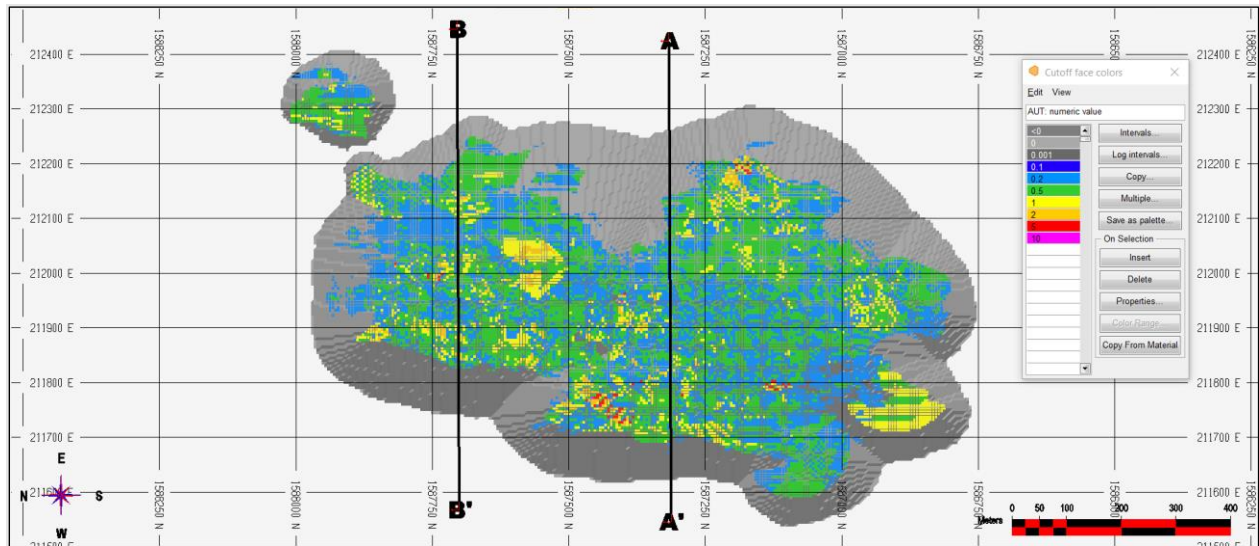 1588250 N
1588000 N
1587750 N
1587500 N
1587250 N
1587000 N
1586750 N
1586500 N
1586250 N
B
A
212400 E
212400 E
212300 E
212300 E
212200 E
212200 E
212100 E
212100 E
212000 E
212000 E
211900 E
211900 E
211800 E
211800 E
211700 E
211700 E
211600 E
211600 E
Cutoff face colors
Edit View
AUT: numeric value
<0
0
0.001
0.1
0.2
0.5
1
2
5
10
Intervals...
Log intervals...
Copy...
Multiple...
Save as palette...
On Selection
Insert
Delete
Properties...
Color Range...
Copy From Material
E
N S
W
B'
A'
1588250 N
1588000 N
1587750 N
1587500 N
1587250 N
1587000 N
1586750 N
1586500 N
1586250 N
Meters
0 50 100 200 300 400